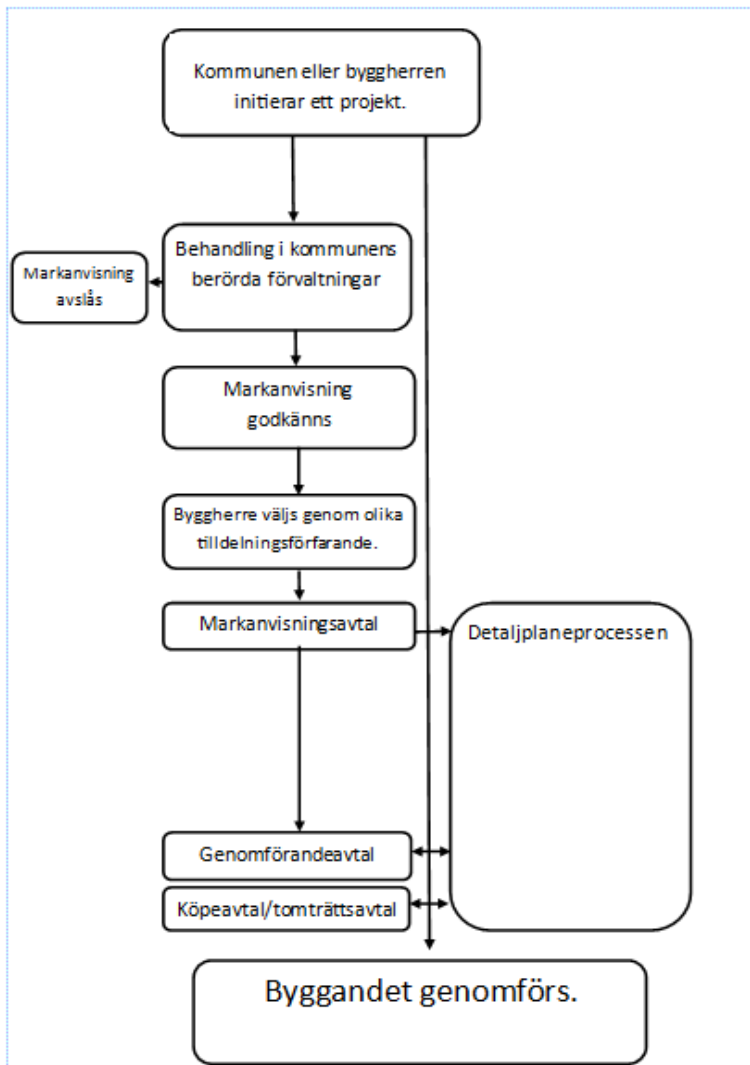 Kommunen eller byggherren
initierar ett projekt.
Behandling i kommunens
berörda förvaltningar
Markanvisning
avslås
Markanvisning
godkänns
Byggherre väljs genom olika
tilldelningsförfarande.
Markanvisningsavtal
Detaljplaneprocessen
Genomförandeavtal
Köpeavtal/tomträttsavtal
Byggandet genomförs.